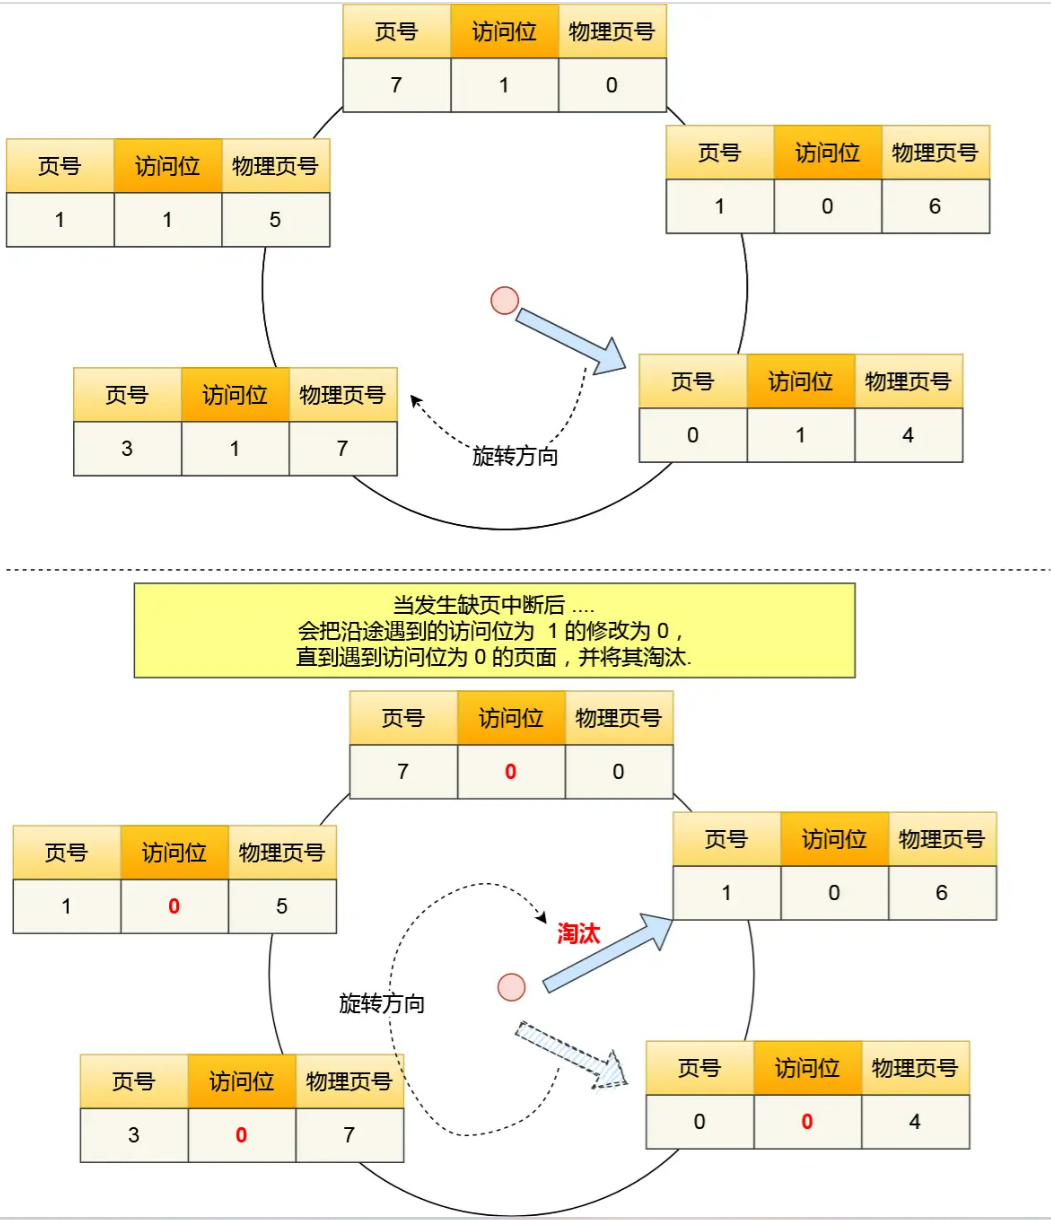 页号 访问位 物理页号
7 1 0
页号 访问位 物理页号
1 0 6
页号 访问位 物理页号
1 1 5
页号 访问位 物理页号
0 1 4
页号 访问位 物理页号
3 1 7
旋转方向
当发生缺页中断后 ....
会把沿途遇到的访问位为 1 的修改为 0，
直到遇到访问位为 0 的页面，并将其淘汰.
页号 访问位 物理页号
7 0 0
页号 访问位 物理页号
1 0 6
页号 访问位 物理页号
1 0 5
淘汰
旋转方向
页号 访问位 物理页号
0 0 4
页号 访问位 物理页号
3 0 7